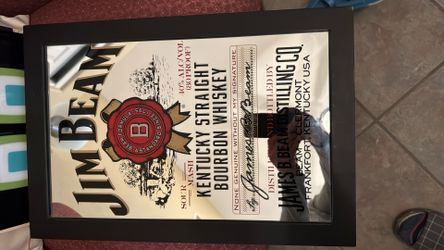 JIM BEAM
B
SOUR MASH
40% ALC/VOL
(80 PROOF)
KENTUCKY STRAIGHT
BOURBON WHISKEY
NONE GENUINE WITHOUT MY SIGNATURE
James B. Beam
DISTILLED AND BOTTLED BY
JAMES B. BEAM DISTILLING CO.
CLERMONT
FRANKFORT, KENTUCKY USA